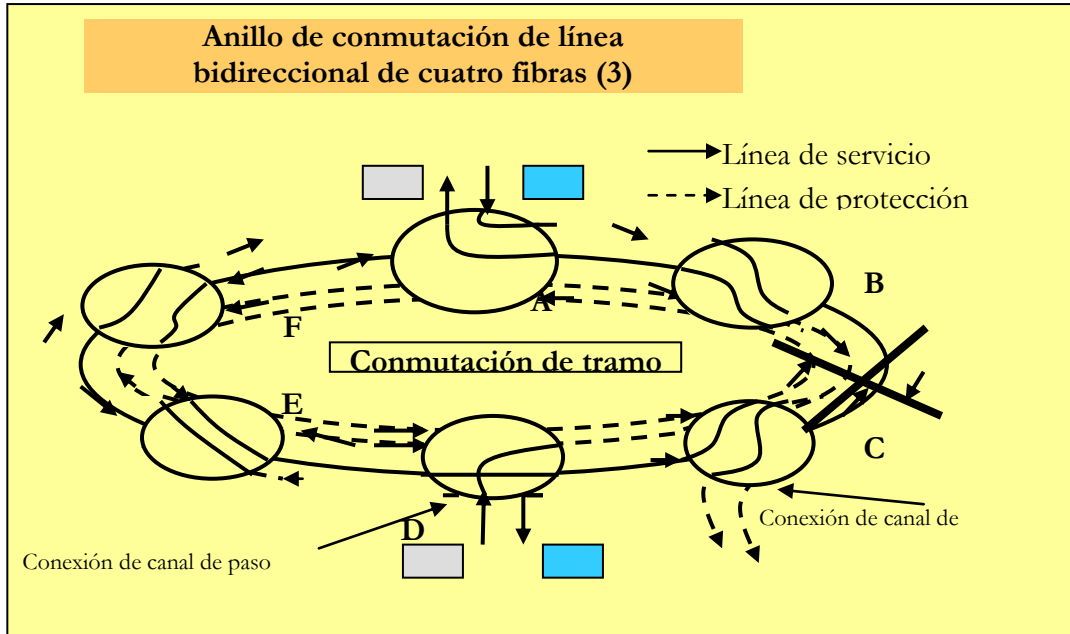 Anillo de conmutación de línea
bidireccional de cuatro fibras (3)
Línea de servicio
Línea de protección
A
B
F
Conmutación de tramo
E
C
D
Conexión de canal de
Conexión de canal de paso